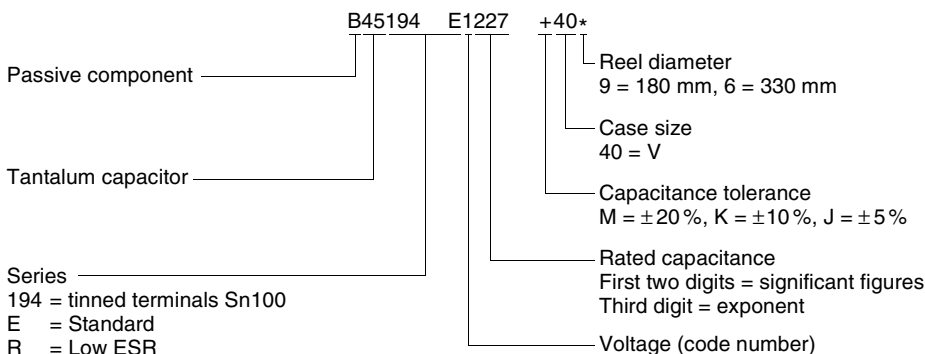 B45194 E1227 +40*
Passive component
Tantalum capacitor
Series
194 = tinned terminals Sn100
E = Standard
R = Low ESR
Reel diameter
9 = 180 mm, 6 = 330 mm
Case size
40 = V
Capacitance tolerance
M = ±20 %, K = ±10 %, J = ±5 %
Rated capacitance
First two digits = significant figures
Third digit = exponent
Voltage (code number)